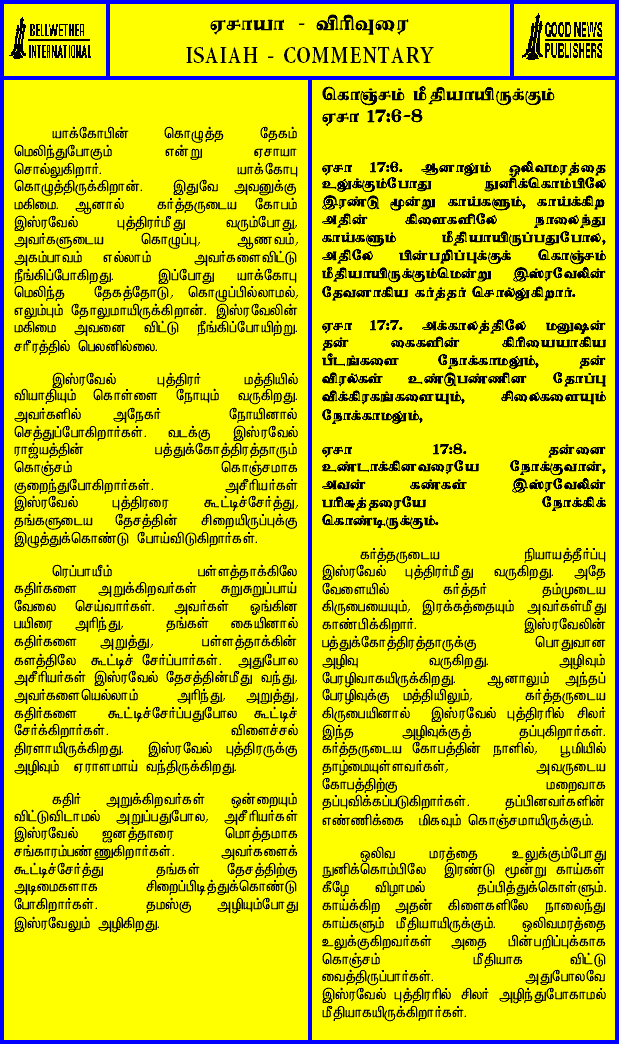 BELLWETHER
INTERNATIONAL
ஏசாயா - விரிவுரை
ISAIAH - COMMENTARY
GOOD NEWS
PUBLISHERS
யாக்கோபின் கொழுத்த தேகம்
மெலிந்துபோகும் என்று ஏசாயா
சொல்லுகிறார். யாக்கோபு
கொழுத்திருக்கிறான். இதுவே அவனுக்கு
மகிமை. ஆனால் கர்த்தருடைய கோபம்
இஸ்ரவேல் புத்திரர்மீது வரும்போது,
அவர்களுடைய கொழுப்பு, ஆணவம்,
அகம்பாவம் எல்லாம் அவர்களைவிட்டு
நீங்கிப்போகிறது. இப்போது யாக்கோபு
மெலிந்த தேகத்தோடு, கொழுப்பில்லாமல்,
எலும்பும் தோலுமாயிருக்கிறான். இஸ்ரவேலின்
மகிமை அவனை விட்டு நீங்கிப்போயிற்று.
சரீரத்தில் பெலனில்லை.
இஸ்ரவேல் புத்திரர் மத்தியில்
வியாதியும் கொள்ளை நோயும் வருகிறது.
அவர்களில் அநேகர் நோயினால்
செத்துப்போகிறார்கள். வடக்கு இஸ்ரவேல்
ராஜ்யத்தின் பத்துக்கோத்திரத்தாரும்
கொஞ்சம் கொஞ்சமாக
குறைந்துபோகிறார்கள். அசீரியர்கள்
இஸ்ரவேல் புத்திரரை கூட்டிச்சேர்த்து,
தங்களுடைய தேசத்தின் சிறையிருப்புக்கு
இழுத்துக்கொண்டு போய்விடுகிறார்கள்.
ரெப்பாயீம் பள்ளத்தாக்கிலே
கதிர்களை அறுக்கிறவர்கள் சுறுசுறுப்பாய்
வேலை செய்வார்கள். அவர்கள் ஓங்கின
பயிரை அரிந்து, தங்கள் கையினால்
கதிர்களை அறுத்து, பள்ளத்தாக்கின்
களத்திலே கூட்டிச் சேர்ப்பார்கள். அதுபோல
அசீரியர்கள் இஸ்ரவேல் தேசத்தின்மீது வந்து,
அவர்களையெல்லாம் அரிந்து, அறுத்து,
கதிர்களை கூட்டிச்சேர்ப்பதுபோல கூட்டிச்
சேர்க்கிறார்கள். விளைச்சல்
திரளாயிருக்கிறது. இஸ்ரவேல் புத்திரருக்கு
அழிவும் ஏராளமாய் வந்திருக்கிறது.
கதிர் அறுக்கிறவர்கள் ஒன்றையும்
விட்டுவிடாமல் அறுப்பதுபோல, அசீரியர்கள்
இஸ்ரவேல் ஜனத்தாரை மொத்தமாக
சங்காரம்பண்ணுகிறார்கள். அவர்களைக்
கூட்டிச்சேர்த்து தங்கள் தேசத்திற்கு
அடிமைகளாக சிறைப்பிடித்துக்கொண்டு
போகிறார்கள். தமஸ்கு அழியும்போது
இஸ்ரவேலும் அழிகிறது.
கொஞ்சம் மீதியாயிருக்கும்
ஏசா 17:6-8
ஏசா 17:6. ஆனாலும் ஒலிவமரத்தை
உலுக்கும்போது நுனிக்கொம்பிலே
இரண்டு மூன்று காய்களும், காய்க்கிற
அதின் கிளைகளிலே நாலைந்து
காய்களும் மீதியாயிருப்பதுபோல,
அதிலே பின்பறிப்புக்குக் கொஞ்சம்
மீதியாயிருக்குமென்று இஸ்ரவேலின்
தேவனாகிய கர்த்தர் சொல்லுகிறார்.
ஏசா 17:7. அக்காலத்திலே மனுஷன்
தன் கைகளின் கிரியையாகிய
பீடங்களை நோக்காமலும், தன்
விரல்கள் உண்டுபண்ணின தோப்பு
விக்கிரகங்களையும், சிலைகளையும்
நோக்காமலும்,
ஏசா 17:8. தன்னை
உண்டாக்கினவரையே நோக்குவான்,
அவன் கண்கள் இஸ்ரவேலின்
பரிசுத்தரையே நோக்கிக்
கொண்டிருக்கும்.
கர்த்தருடைய நியாயத்தீர்ப்பு
இஸ்ரவேல் புத்திரர்மீது வருகிறது. அதே
வேளையில் கர்த்தர் தம்முடைய
கிருபையையும், இரக்கத்தையும் அவர்கள்மீது
காண்பிக்கிறார். இஸ்ரவேலின்
பத்துக்கோத்திரத்தாருக்கு பொதுவான
அழிவு வருகிறது. அழிவும்
பேரழிவாகயிருக்கிறது. ஆனாலும் அந்தப்
பேரழிவுக்கு மத்தியிலும், கர்த்தருடைய
கிருபையினால் இஸ்ரவேல் புத்திரரில் சிலர்
இந்த அழிவுக்குத் தப்புகிறார்கள்.
கர்த்தருடைய கோபத்தின் நாளில், பூமியில்
தாழ்மையுள்ளவர்கள், அவருடைய
கோபத்திற்கு மறைவாக
தப்புவிக்கப்படுகிறார்கள். தப்பினவர்களின்
எண்ணிக்கை மிகவும் கொஞ்சமாயிருக்கும்.
ஒலிவ மரத்தை உலுக்கும்போது
நுனிக்கொம்பிலே இரண்டு மூன்று காய்கள்
கீழே விழாமல் தப்பித்துக்கொள்ளும்.
காய்க்கிற அதன் கிளைகளிலே நாலைந்து
காய்களும் மீதியாயிருக்கும். ஒலிவமரத்தை
உலுக்குகிறவர்கள் அதை பின்பறிப்புக்காக
கொஞ்சம் மீதியாக விட்டு
வைத்திருப்பார்கள். அதுபோலவே
இஸ்ரவேல் புத்திரரில் சிலர் அழிந்துபோகாமல்
மீதியாகயிருக்கிறார்கள்.